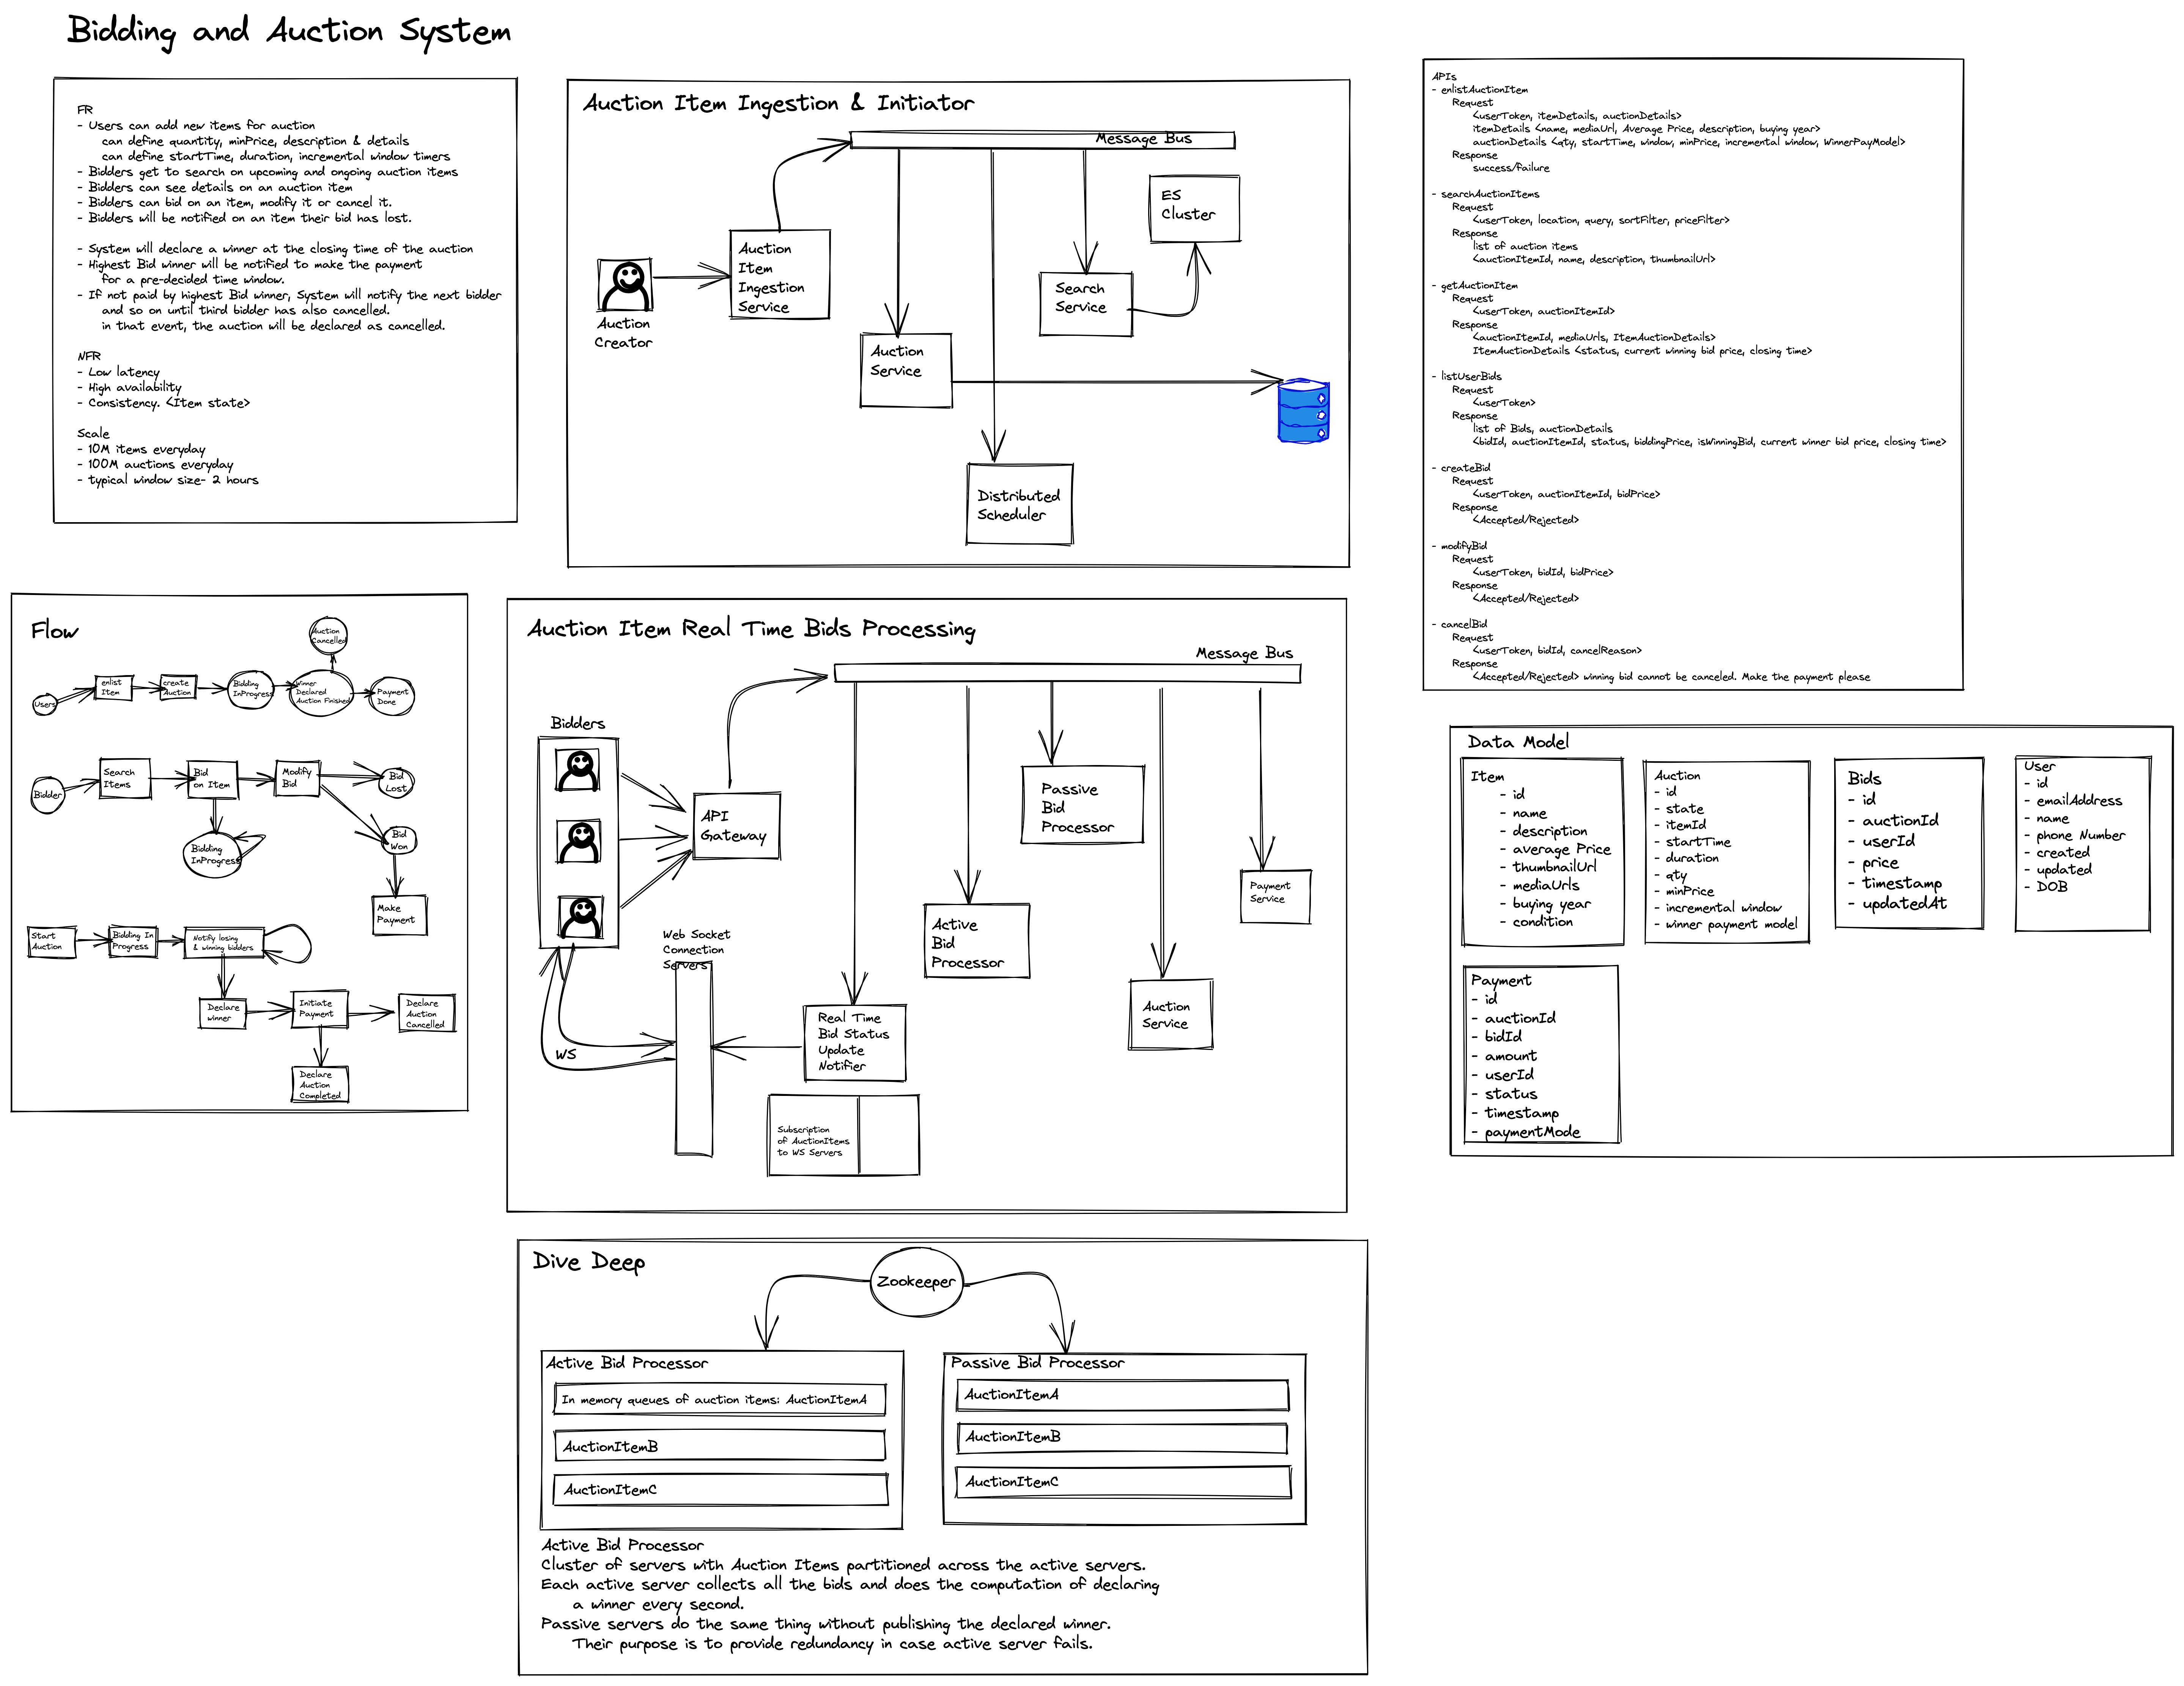 Bidding and Auction System
FR
- Users can add new items for auction
can define quantity, minPrice, description & details
can define startTime, duration, incremental window timers
- Bidders get to search on upcoming and ongoing auction items
- Bidders can see details on an auction item
- Bidders can bid on an item, modify it or cancel it.
- Bidders will be notified on an item their bid has lost.
- System will declare a winner at the closing time of the auction
- Highest Bid winner will be notified to make the payment
for a pre-decided time window.
- If not paid by highest Bid winner, System will notify the next bidder
and so on until third bidder has also cancelled.
in that event, the auction will be declared as cancelled.
NFR
- Low latency
- High availability
- Consistency. <Item state>
Scale
- 10M items everyday
- 100M auctions everyday
- typical window size- 2 hours
Auction Item Ingestion & Initiator
Message Bus
ES
Cluster
Auction
Item
Ingestion
Service
Auction
Creator
Search
Service
Auction
Service
Distributed
Scheduler
APIs
- enlistAuctionItem
Request
<userToken, itemDetails, auctionDetails>
itemDetails <name, mediaUrl, Average Price, description, buying year>
auctionDetails <qty, startTime, window, minPrice, incremental window, WinnerPayModel>
Response
success/failure
- searchAuctionItems
Request
<userToken, location, query, sortFilter, priceFilter>
Response
list of auction items
<auctionItemId, name, description, thumbnailUrl>
- getAuctionItem
Request
<userToken, auctionItemId>
Response
<auctionItemId, mediaUrls, ItemAuctionDetails>
ItemAuctionDetails <status, current winning bid price, closing time>
- listUserBids
Request
<userToken>
Response
list of Bids, auctionDetails
<bidId, auctionItemId, status, biddingPrice, isWinningBid, current winner bid price, closing time>
- createBid
Request
<userToken, auctionItemId, bidPrice>
Response
<Accepted/Rejected>
- modifyBid
Request
<userToken, bidId, bidPrice>
Response
<Accepted/Rejected>
- cancelBid
Request
<userToken, bidId, cancelReason>
Response
<Accepted/Rejected> winning bid cannot be canceled. Make the payment please
Flow
Auction
Cancelled
Users
enlist
Item
create
Auction
Bidding
InProgress
Winner
Declared
Auction Finished
Payment
Done
Bidder
Search
Items
Bid
on Item
Modify
Bid
Bid
Lost
Bidding
InProgress
Bid
Won
Make
Payment
Start
Auction
Bidding In
Progress
Notify losing
& winning bidders
Declare
winner
Initiate
Payment
Declare
Auction
Cancelled
Declare
Auction
Completed
Auction Item Real Time Bids Processing
Message Bus
Bidders
API
Gateway
Passive
Bid
Processor
Payment
Service
Active
Bid
Processor
Web Socket
Connection
Servers
Auction
Service
Real Time
Bid Status
Update
Notifier
WS
Subscription
of AuctionItems
to WS Servers
Data Model
Item
- id
- name
- description
- average Price
- thumbnailUrl
- mediaUrls
- buying year
- condition
Auction
- id
- state
- itemId
- startTime
- duration
- qty
- minPrice
- incremental window
- winner payment model
Bids
- id
- auctionId
- userId
- price
- timestamp
- updatedAt
User
- id
- emailAddress
- name
- phone Number
- created
- updated
- DOB
Payment
- id
- auctionId
- bidId
- amount
- userId
- status
- timestamp
- paymentMode
Dive Deep
Zookeeper
Active Bid Processor
In memory queues of auction items: AuctionItemA
AuctionItemB
AuctionItemC
Passive Bid Processor
AuctionItemA
AuctionItemB
AuctionItemC
Active Bid Processor
Cluster of servers with Auction Items partitioned across the active servers.
Each active server collects all the bids and does the computation of declaring
a winner every second.
Passive servers do the same thing without publishing the declared winner.
Their purpose is to provide redundancy in case active server fails.